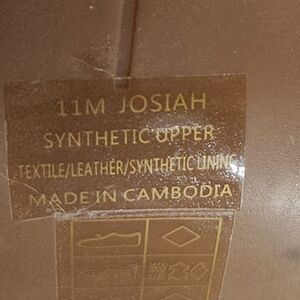 11M JOSIAH
SYNTHETIC UPPER
TEXTILE/LEATHER/SYNTHETIC LINING
MADE IN CAMBODIA